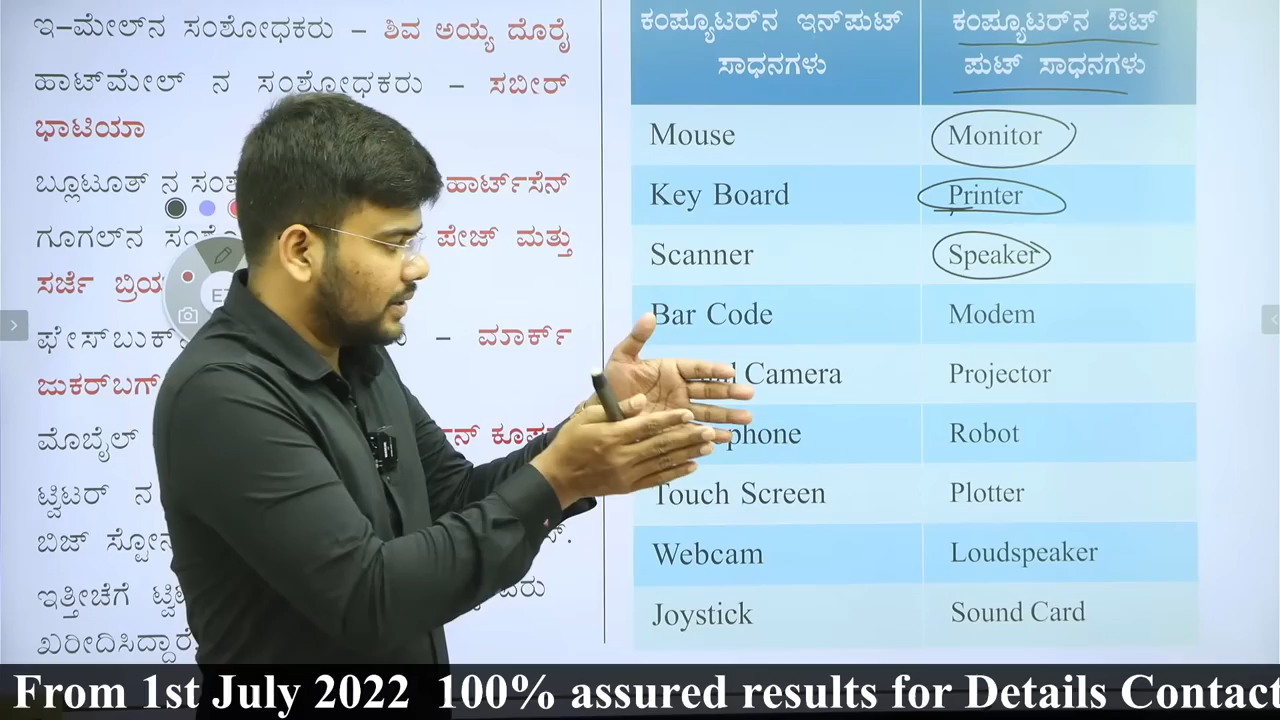 ಇ-ಮೇಲ್‌ನ ಸಂಶೋಧಕರು – ಶಿವ ಅಯ್ಯ ದೊರೈ
ಹಾಟ್‌ಮೇಲ್ ನ ಸಂಶೋಧಕರು – ಸಬೀರ್
ಭಾಟಿಯಾ
ಬ್ಲೂಟೂತ್ ನ ಹಾರ್ಟ್‌ಸೆನ್
ಗೂಗಲ್‌ನ ಪೇಜ್ ಮತ್ತು
ಸರ್ಜೆ
ಫೇಸ್‌ಬುಕ್ – ಮಾರ್ಕ್
ಜುಕರ್‌ಬರ್ಗ್
ಮೊಬೈಲ್
ಟ್ವಿಟರ್ ನ
ಬಿಜ್
ಇತ್ತೀಚೆಗೆ
ಖರೀದಿಸಿದ್ದಾರೆ.
ಕಂಪ್ಯೂಟರ್‌ನ ಇನ್‌ಪುಟ್ ಕಂಪ್ಯೂಟರ್‌ನ ಔಟ್
ಸಾಧನಗಳು ಪುಟ್ ಸಾಧನಗಳು
Mouse Monitor
Key Board Printer
Scanner Speaker
Bar Code Modem
Camera Projector
Robot
Touch Screen Plotter
Webcam Loudspeaker
Joystick Sound Card
From 1st July 2022 100% assured results for Details Contact